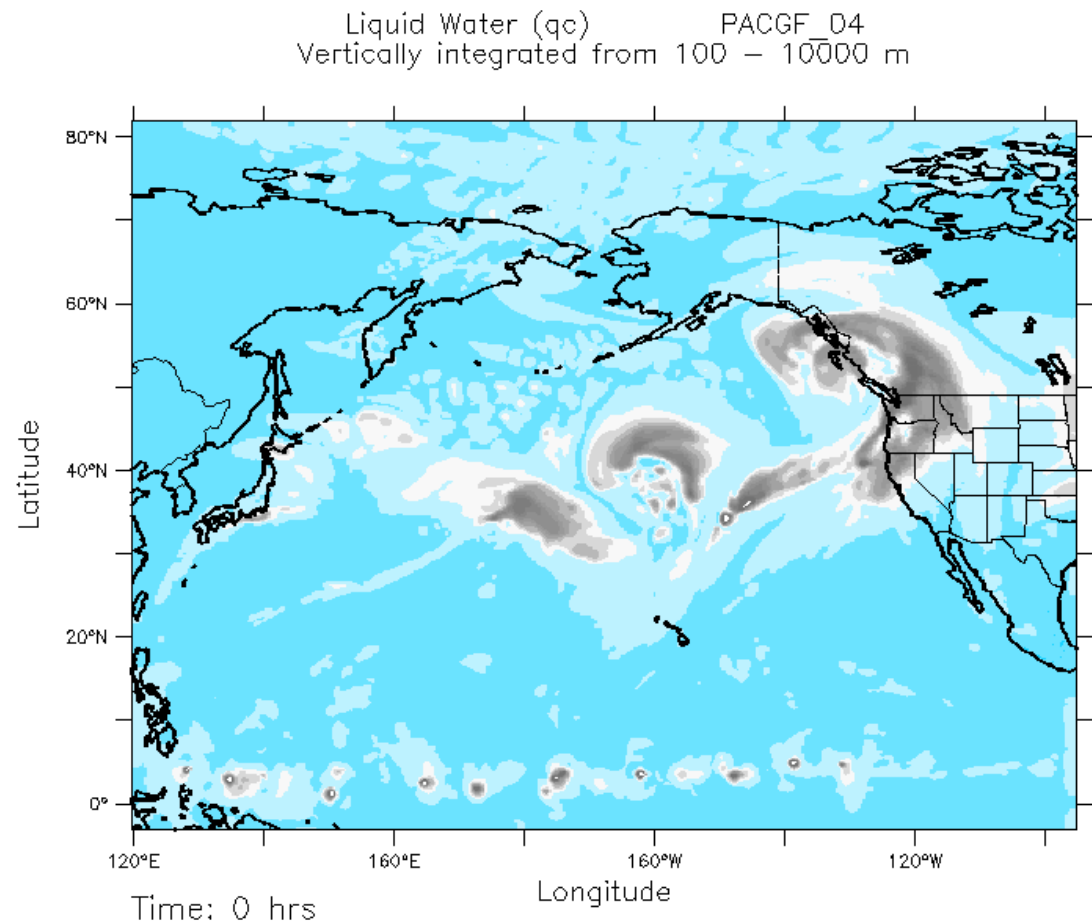 Liquid Water (qc) PACGF_04
Vertically integrated from 100 – 10000 m
80°N
60°N
40°N
20°N
0°
Latitude
120°E 160°E 160°W 120°W
Longitude
Time: 0 hrs